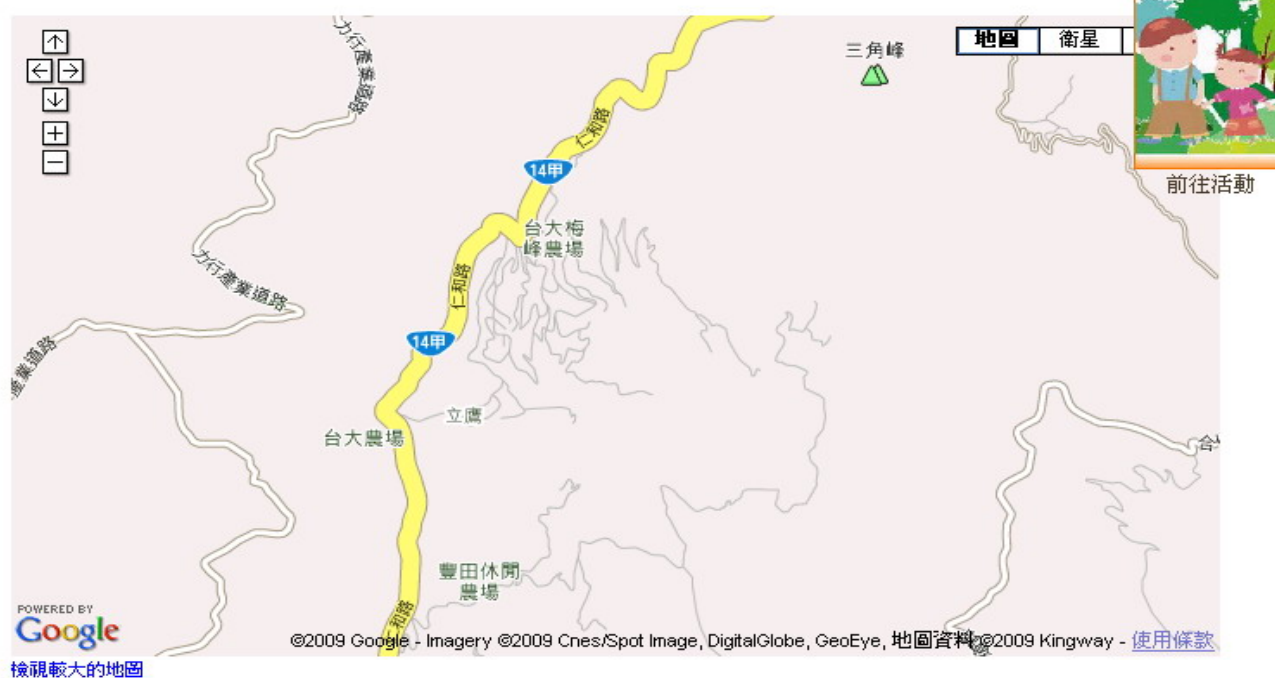 力行產業道路
三角峰
地圖
衛星
仁和路
14甲
前往活動
台大梅
峰農場
力行產業道路
仁和路
14甲
產業道路
立鷹
台大農場
豐田休閒
農場
和路
POWERED BY
Google
©2009 Google - Imagery ©2009 Cnes/Spot Image, DigitalGlobe, GeoEye, 地圖資料 ©2009 Kingway - 使用條款
檢視較大的地圖